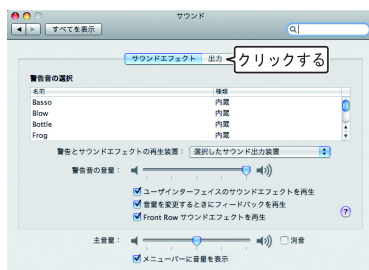 サウンド
すべてを表示
サウンドエフェクト 出力 クリックする
警告音の選択
名前 種類
Basso 内蔵
Blow 内蔵
Bottle 内蔵
Frog 内蔵
警告とサウンドエフェクトの再生装置： 選択したサウンド出力装置
警告音の音量：
ユーザインターフェイスのサウンドエフェクトを再生
音量を変更するときにフィードバックを再生
Front Row サウンドエフェクトを再生
?
主音量： 消音
メニューバーに音量を表示